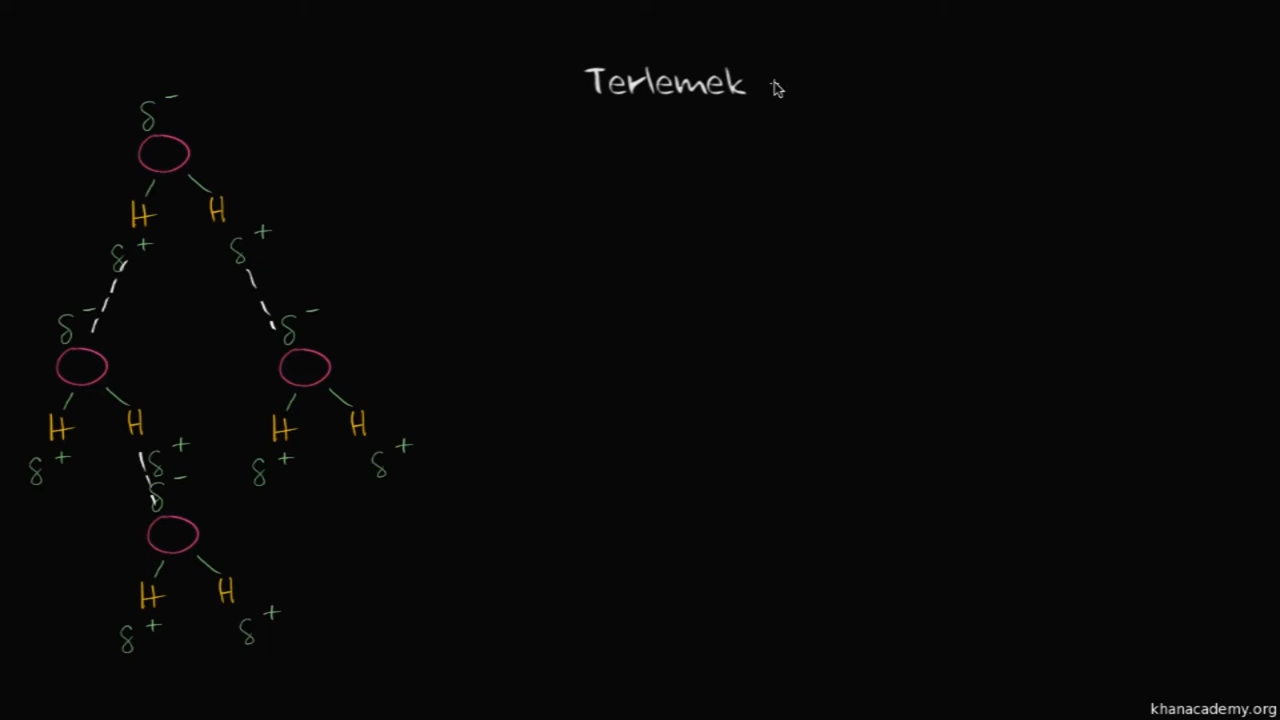 Terlemek
δ⁻
H H
δ⁺ δ⁺
δ⁻ δ⁻
H H H H
δ⁺ δ⁺ δ⁺ δ⁺
δ⁻
H H
δ⁺ δ⁺
khanacademy.org